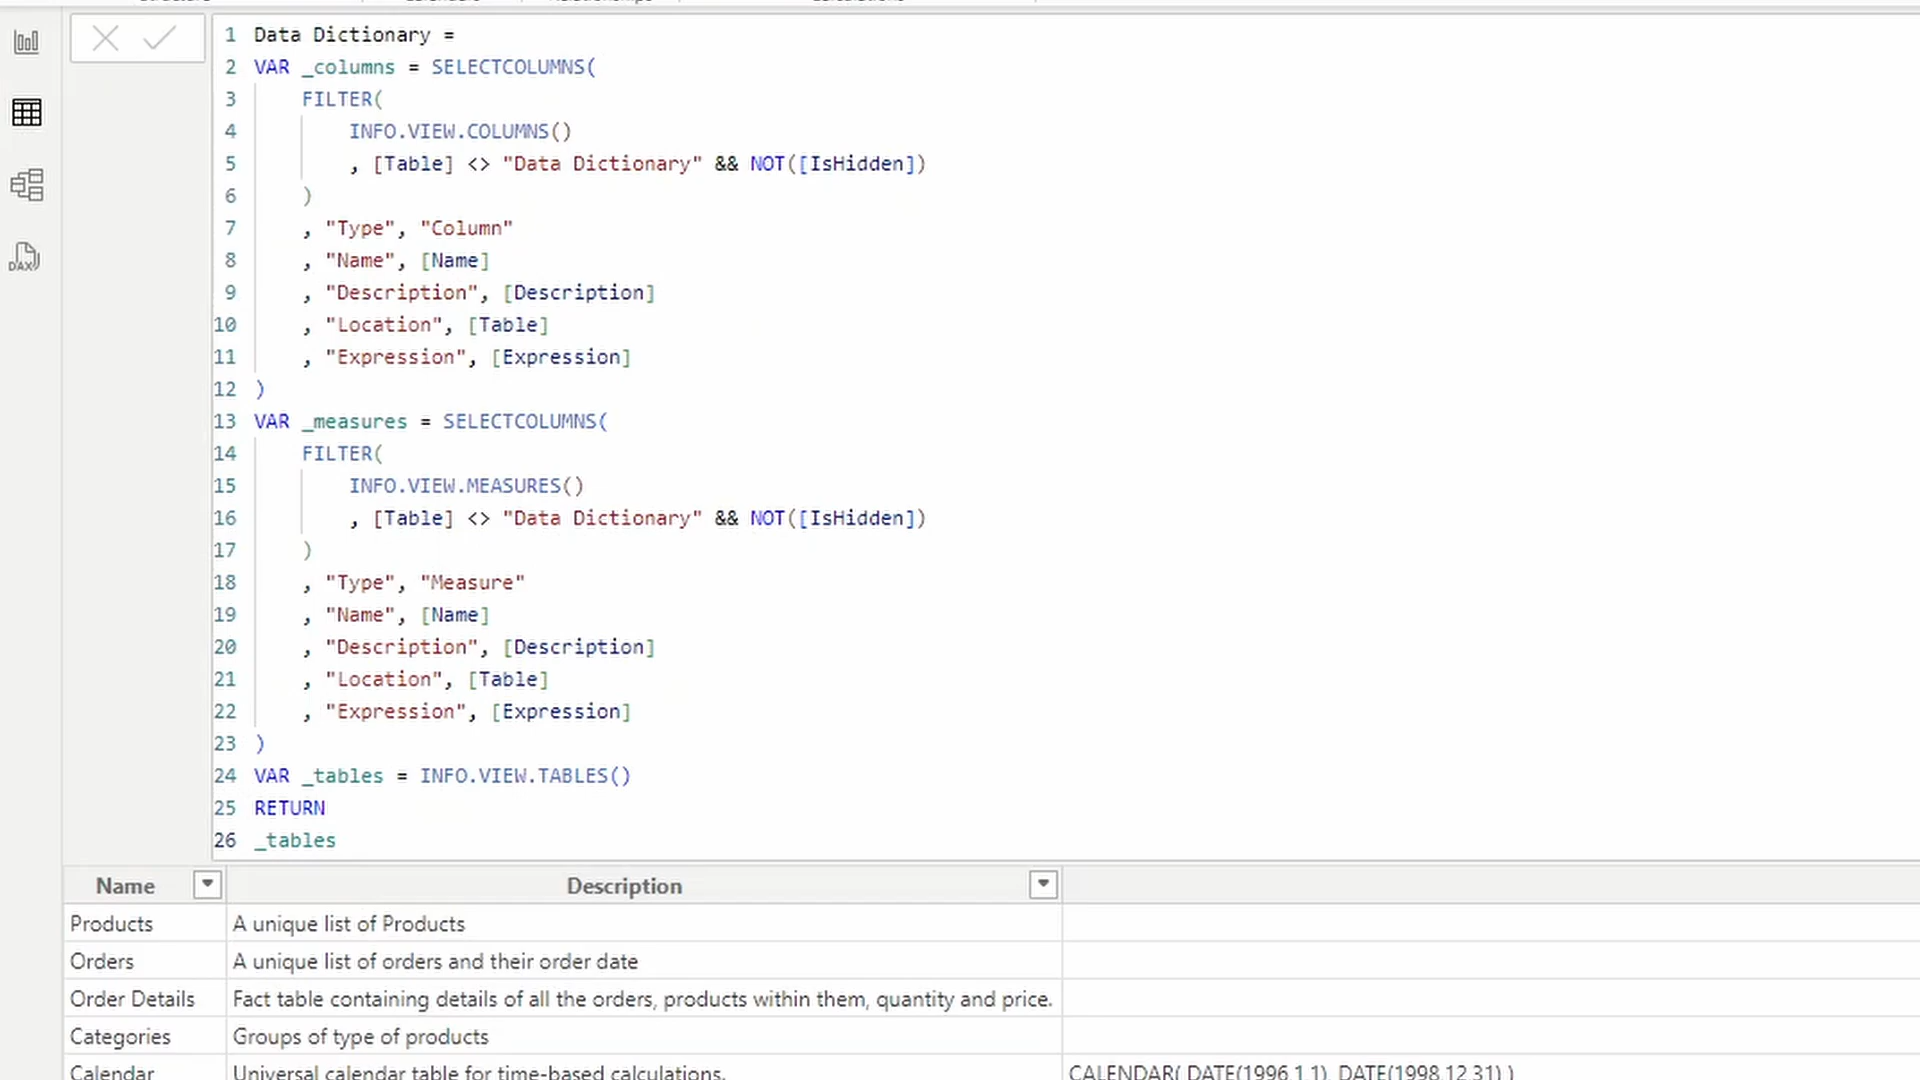 1 Data Dictionary =
2 VAR _columns = SELECTCOLUMNS(
3 FILTER(
4 INFO.VIEW.COLUMNS()
5 , [Table] <> "Data Dictionary" && NOT([IsHidden])
6 )
7 , "Type", "Column"
8 , "Name", [Name]
9 , "Description", [Description]
10 , "Location", [Table]
11 , "Expression", [Expression]
12 )
13 VAR _measures = SELECTCOLUMNS(
14 FILTER(
15 INFO.VIEW.MEASURES()
16 , [Table] <> "Data Dictionary" && NOT([IsHidden])
17 )
18 , "Type", "Measure"
19 , "Name", [Name]
20 , "Description", [Description]
21 , "Location", [Table]
22 , "Expression", [Expression]
23 )
24 VAR _tables = INFO.VIEW.TABLES()
25 RETURN
26 _tables
DAX
Name Description
Products A unique list of Products
Orders A unique list of orders and their order date
Order Details Fact table containing details of all the orders, products within them, quantity and price.
Categories Groups of type of products
Calendar Universal calendar table for time-based calculations. CALENDAR( DATE(1996,1,1), DATE(1998,12,31) )